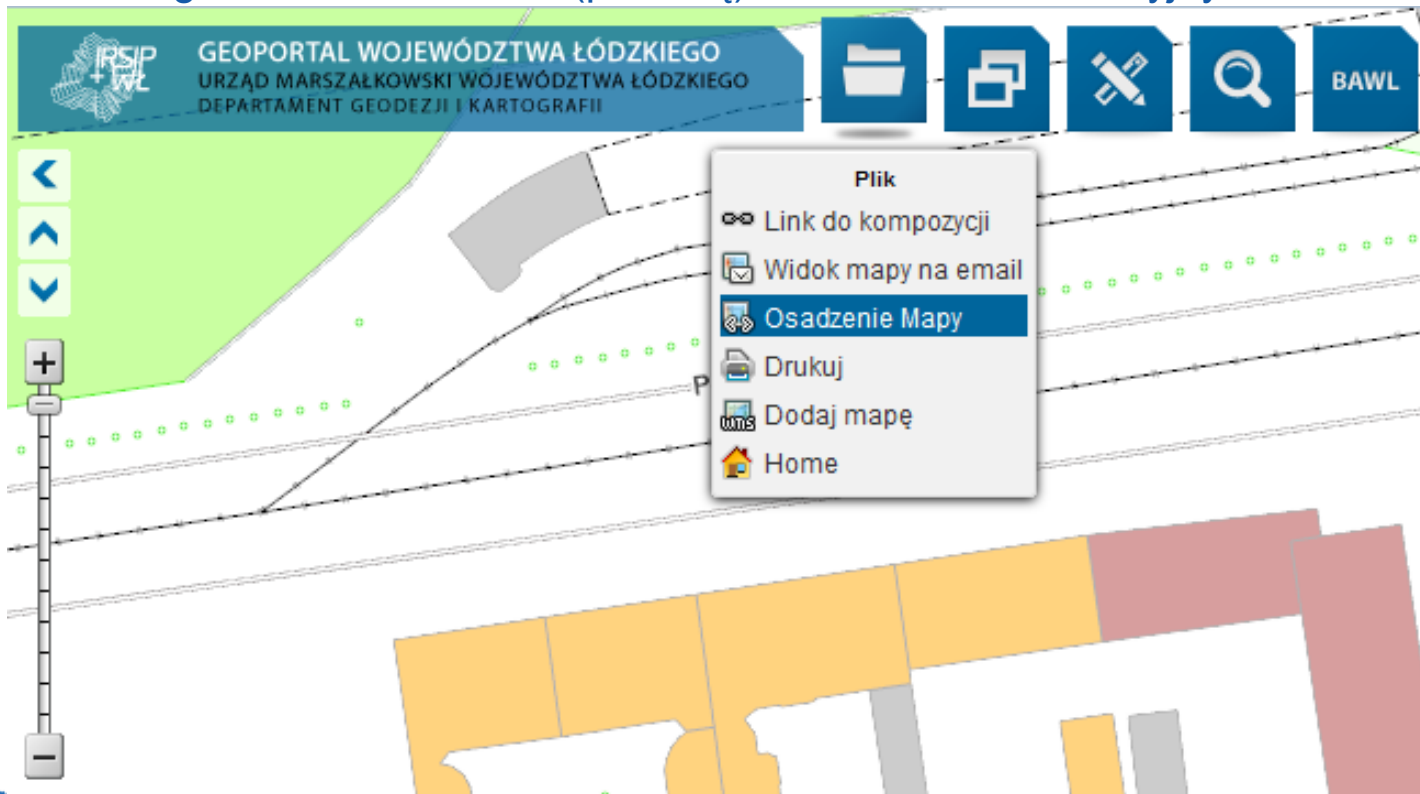 GEOPORTAL WOJEWÓDZTWA ŁÓDZKIEGO
URZĄD MARSZAŁKOWSKI WOJEWÓDZTWA ŁÓDZKIEGO
DEPARTAMENT GEODEZJI I KARTOGRAFII
IRSIP
WŁ
BAWL
Plik
Link do kompozycji
Widok mapy na email
Osadzenie Mapy
Drukuj
wms Dodaj mapę
Home
P